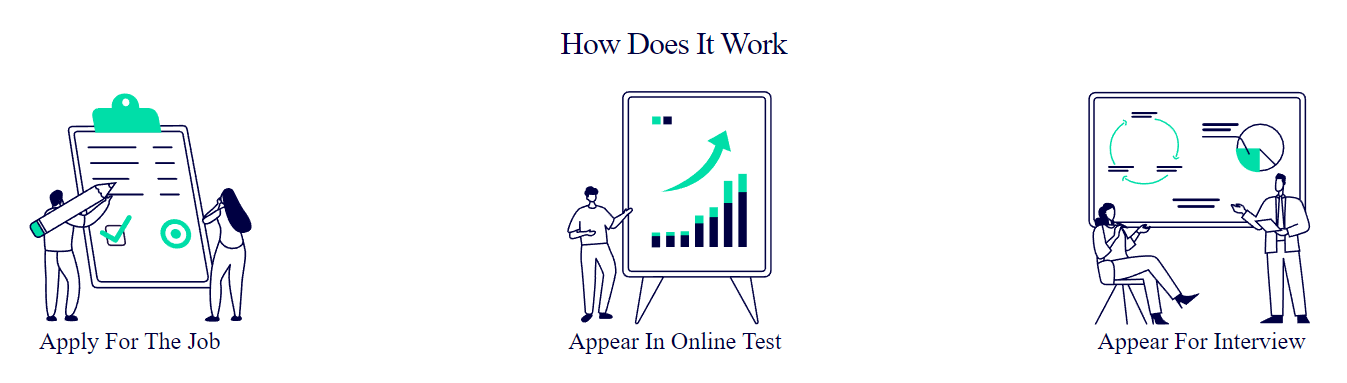 How Does It Work
Apply For The Job
Appear In Online Test
Appear For Interview